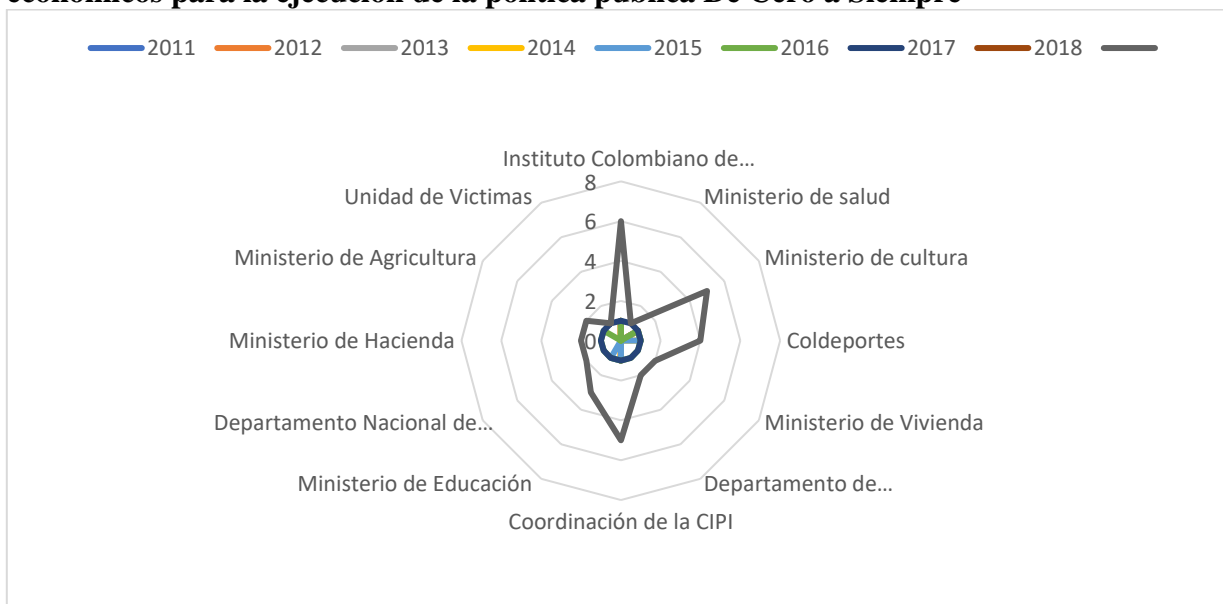 económicos para la ejecución de la política pública De Cero a Siempre
2011 2012 2013 2014 2015 2016 2017 2018
Instituto Colombiano de...
8
Unidad de Victimas
Ministerio de salud
6
Ministerio de Agricultura
4
Ministerio de cultura
2
Ministerio de Hacienda
0
Coldeportes
Departamento Nacional de...
Ministerio de Vivienda
Ministerio de Educación
Departamento de...
Coordinación de la CIPI